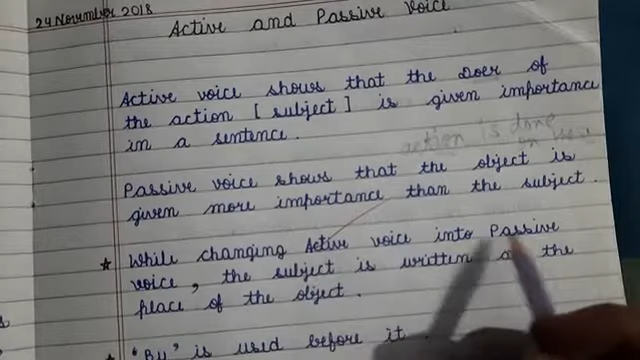 24 November 2018
Active and Passive Voice
Active voice shows that the Doer of
the action [ subject ] is given importance
in a sentence.
action is done
Passive voice shows that the object is
given more importance than the subject.
★ While changing Active voice into Passive
voice, the subject is written at the
place of the object.
★ "By" is used before it